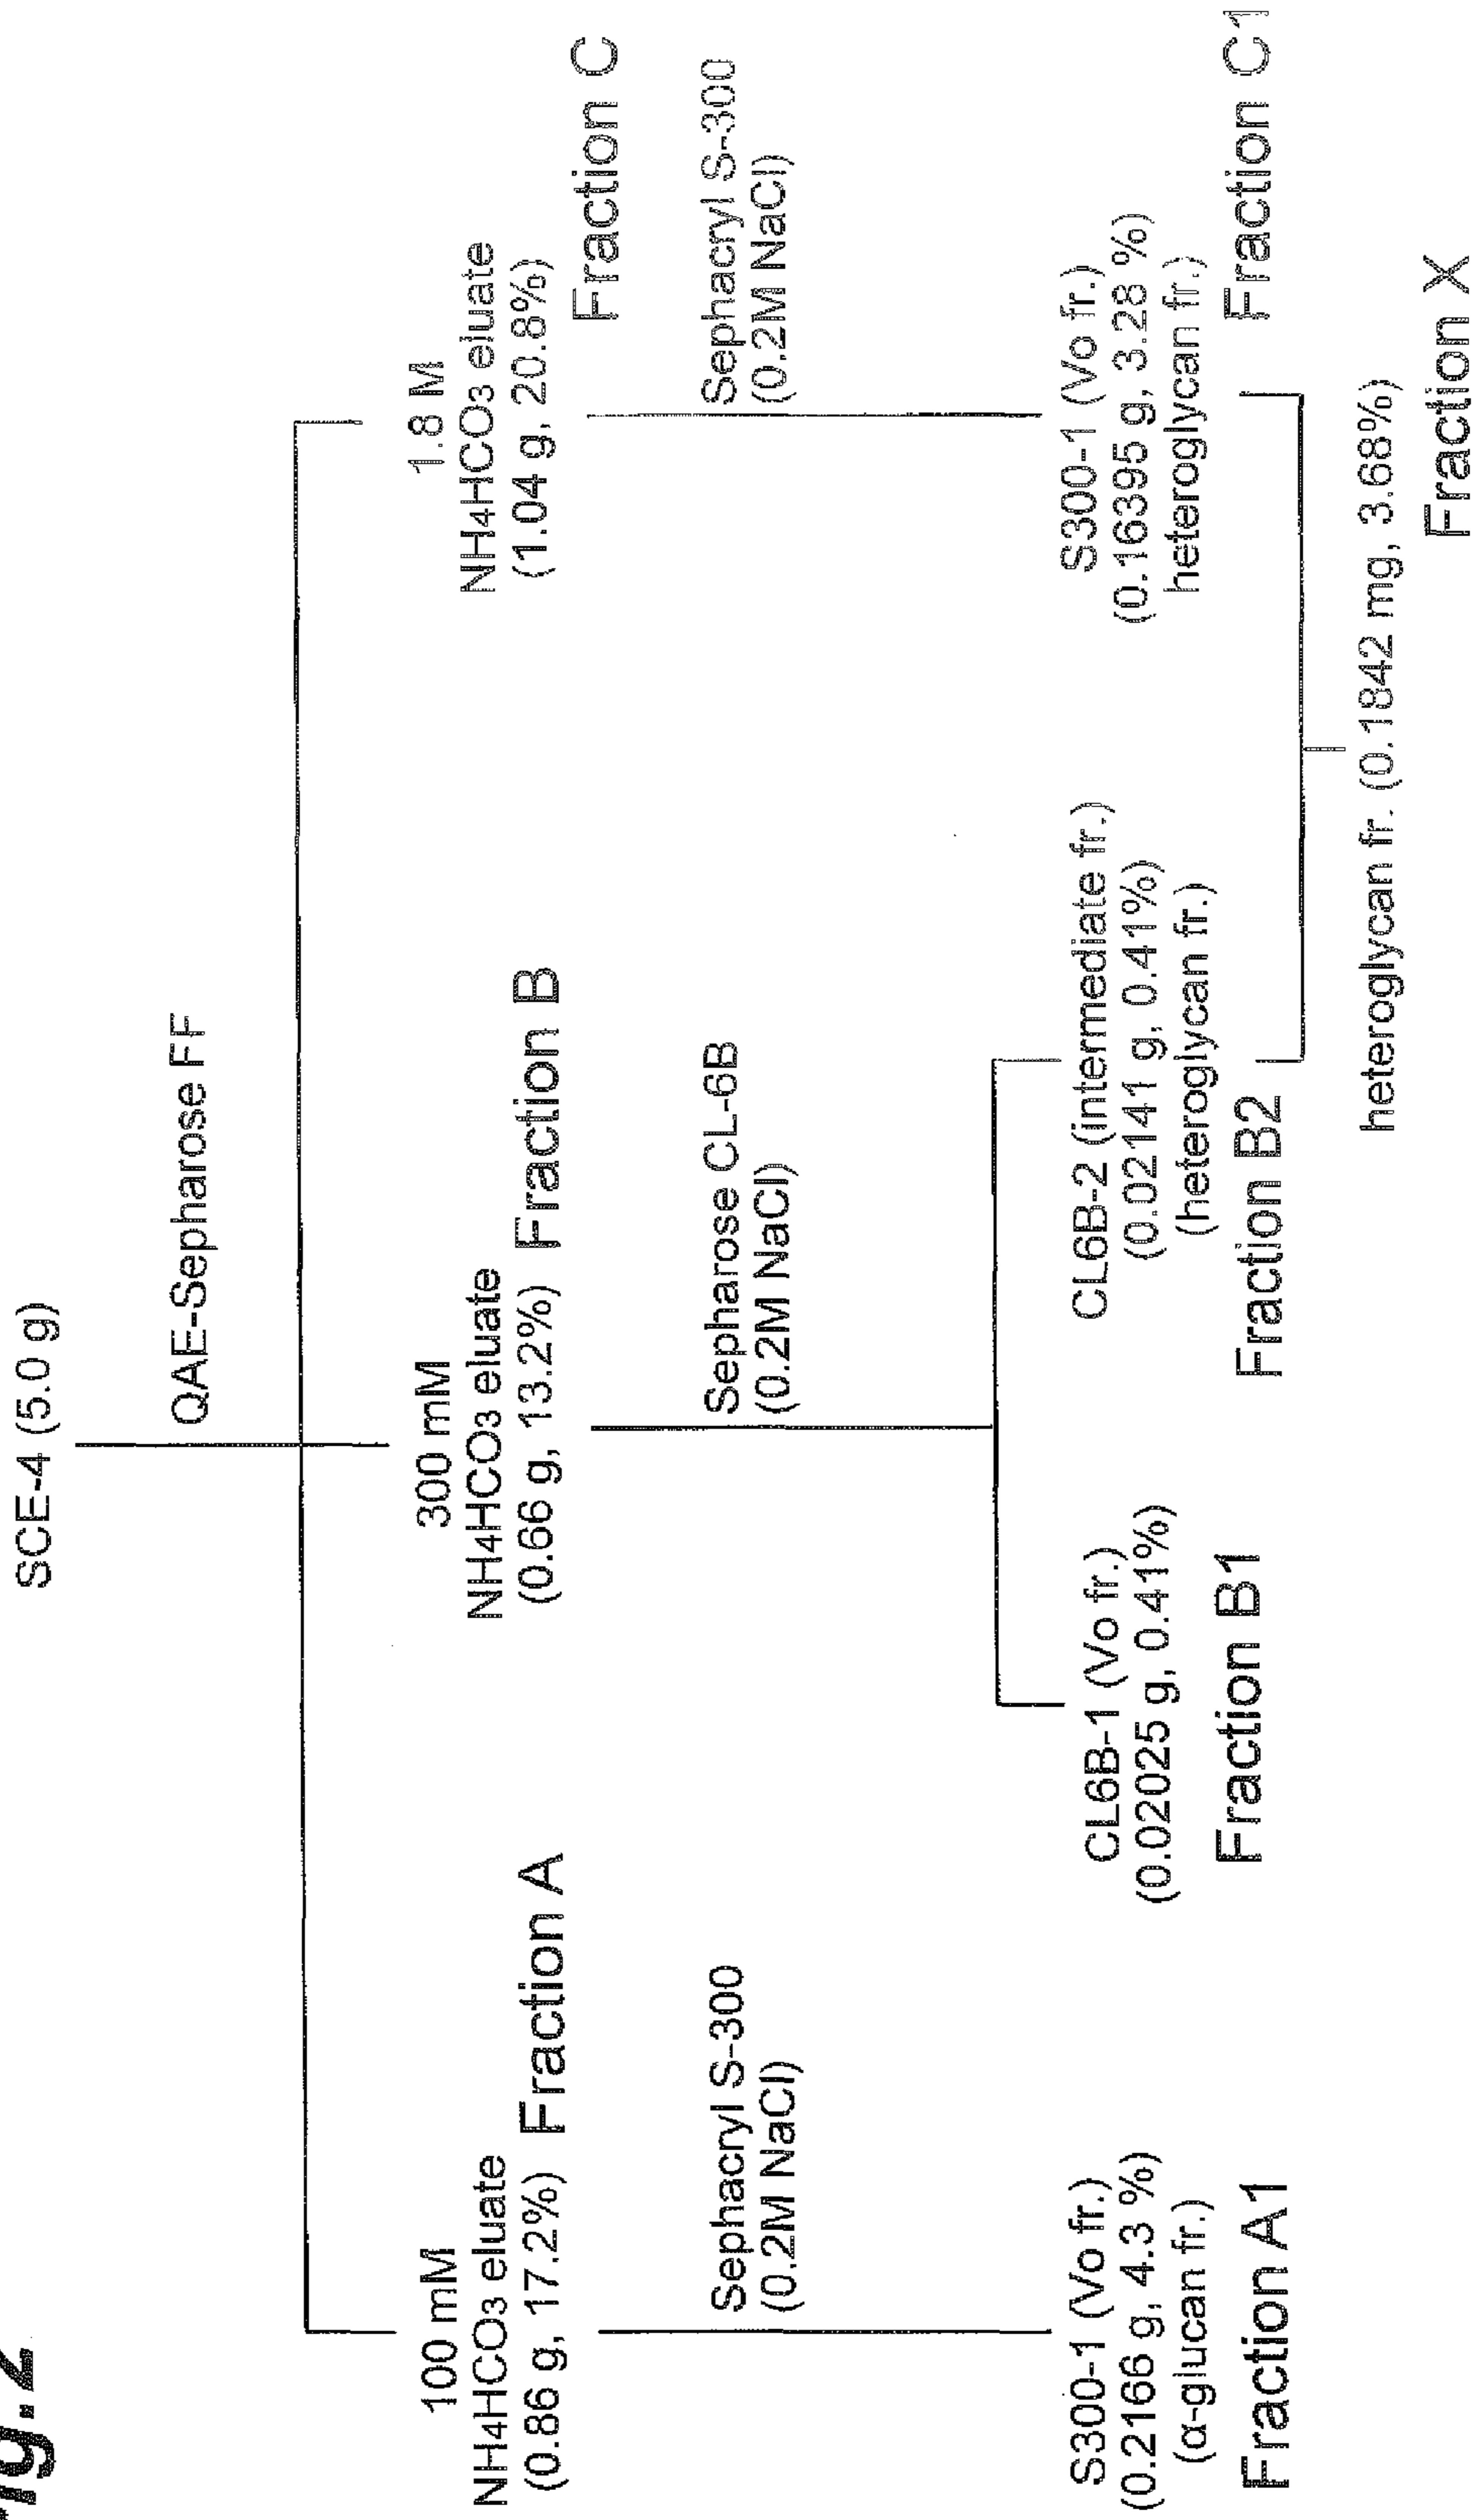 Fig.2
SCE-4 (5.0 g)
QAE-Sepharose FF
100 mM
NH4HCO3 eluate
(0.86 g, 17.2%)
Fraction A
300 mM
NH4HCO3 eluate
(0.66 g, 13.2%)
Fraction B
1.8 M
NH4HCO3 eluate
(1.04 g, 20.8%)
Fraction C
Sephacryl S-300
(0.2M NaCl)
Sepharose CL-6B
(0.2M NaCl)
Sephacryl S-300
(0.2M NaCl)
S300-1 (Vo fr.)
(0.2166 g, 4.3 %)
(α-glucan fr.)
Fraction A1
CL6B-1 (Vo fr.)
(0.02025 g, 0.41%)
Fraction B1
CL6B-2 (intermediate fr.)
(0.02141 g, 0.41%)
(heteroglycan fr.)
Fraction B2
S300-1 (Vo fr.)
(0.16395 g, 3.28 %)
heteroglycan fr.)
Fraction C1
heteroglycan fr. (0.1842 mg, 3.68%)
Fraction X